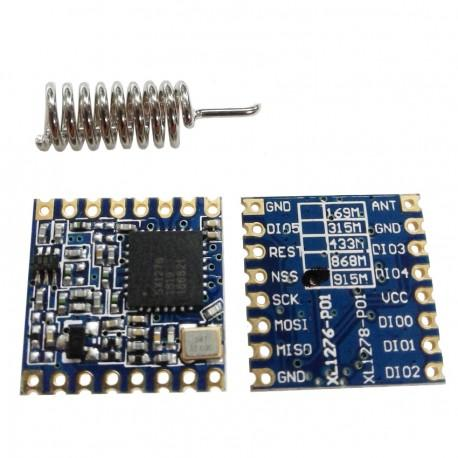 SX1276
GND
DIO5
REST
NSS
SCK
MOSI
MISO
GND
169M
315M
433M
868M
915M
XL1276-P01
XL1278-P01
ANT
GND
DIO3
DIO4
VCC
DIO0
DIO1
DIO2